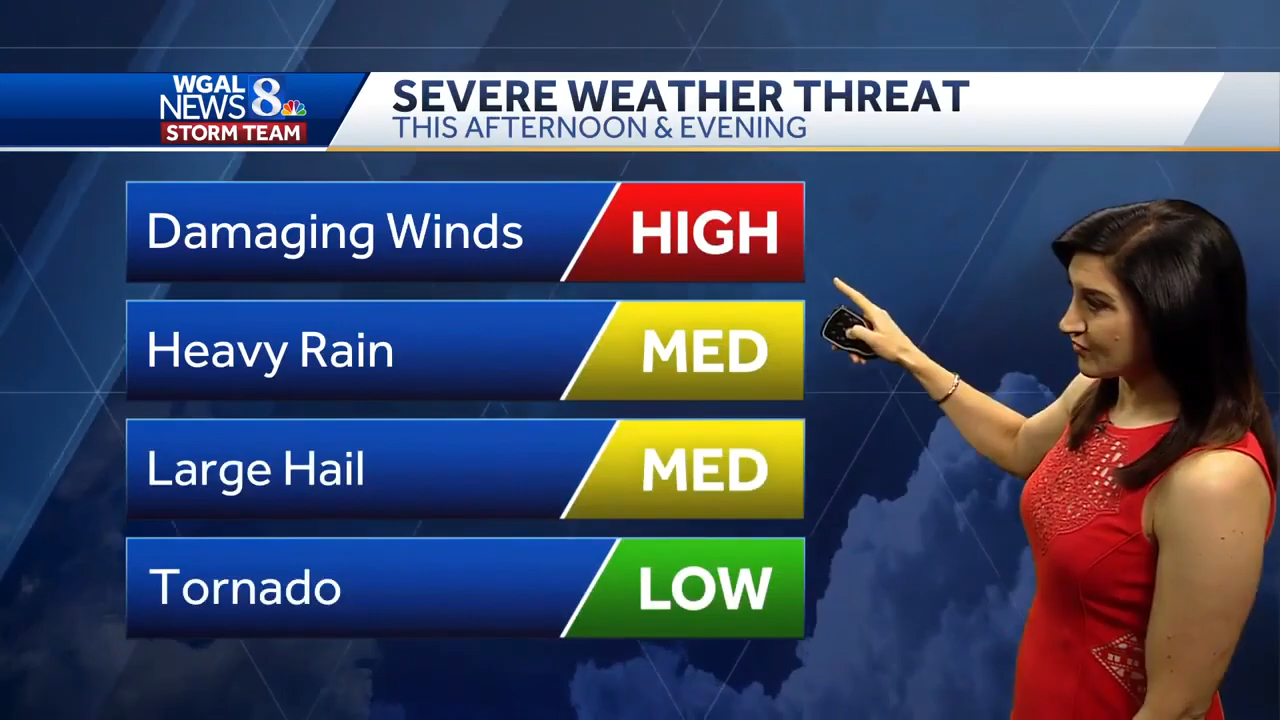 WGAL
NEWS 8
STORM TEAM
SEVERE WEATHER THREAT
THIS AFTERNOON & EVENING
Damaging Winds HIGH
Heavy Rain MED
Large Hail MED
Tornado LOW